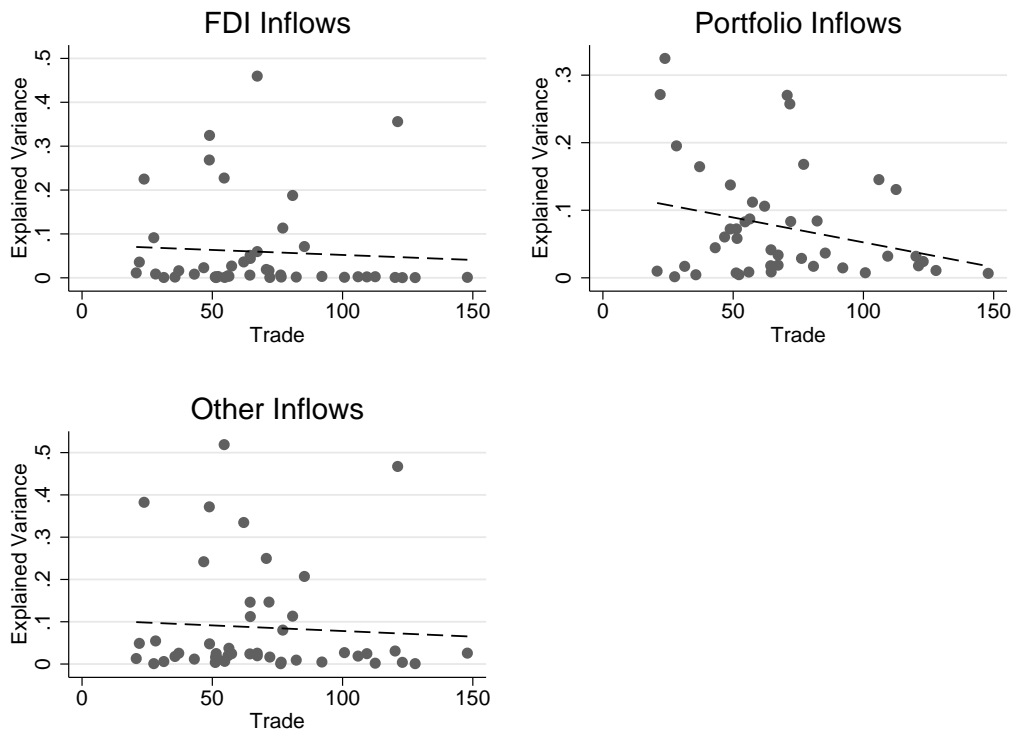 FDI Inflows
Explained Variance
0 .1 .2 .3 .4 .5
0 50 100 150
Trade
Portfolio Inflows
Explained Variance
0 .1 .2 .3
0 50 100 150
Trade
Other Inflows
Explained Variance
0 .1 .2 .3 .4 .5
0 50 100 150
Trade